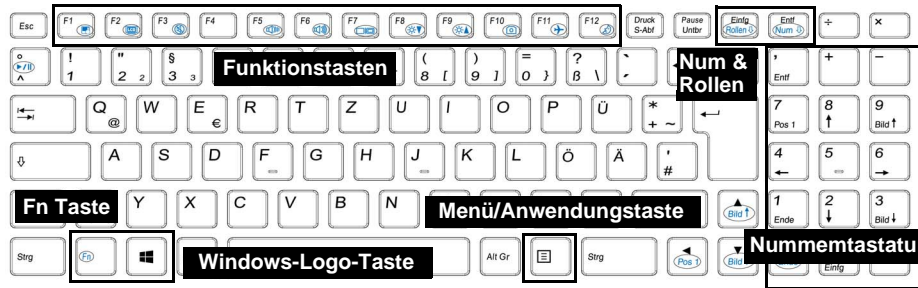 Esc F1 F2 F3 F4 F5 F6 F7 F8 F9 F10 F11 F12 Druck S-Abf Pause Untbr Einfg Rollen Entf Num ÷ ×
° ^ ! 1 " 2 2 § 3 3 Funktionstasten ( 8 [ ) 9 ] = 0 } ? ß \ ` Num & Rollen , Entf + −
Q @ W E € R T Z U I O P Ü * + ~ 7 Pos 1 8 9 Bild
A S D F G H J K L Ö Ä ' # 4 5 6
Fn Taste Y X C V B N Menü/Anwendungstaste Bild 1 Ende 2 3 Bild
Strg Fn Windows-Logo-Taste Alt Gr Strg Pos 1 Bild Nummemtastatu Einfg